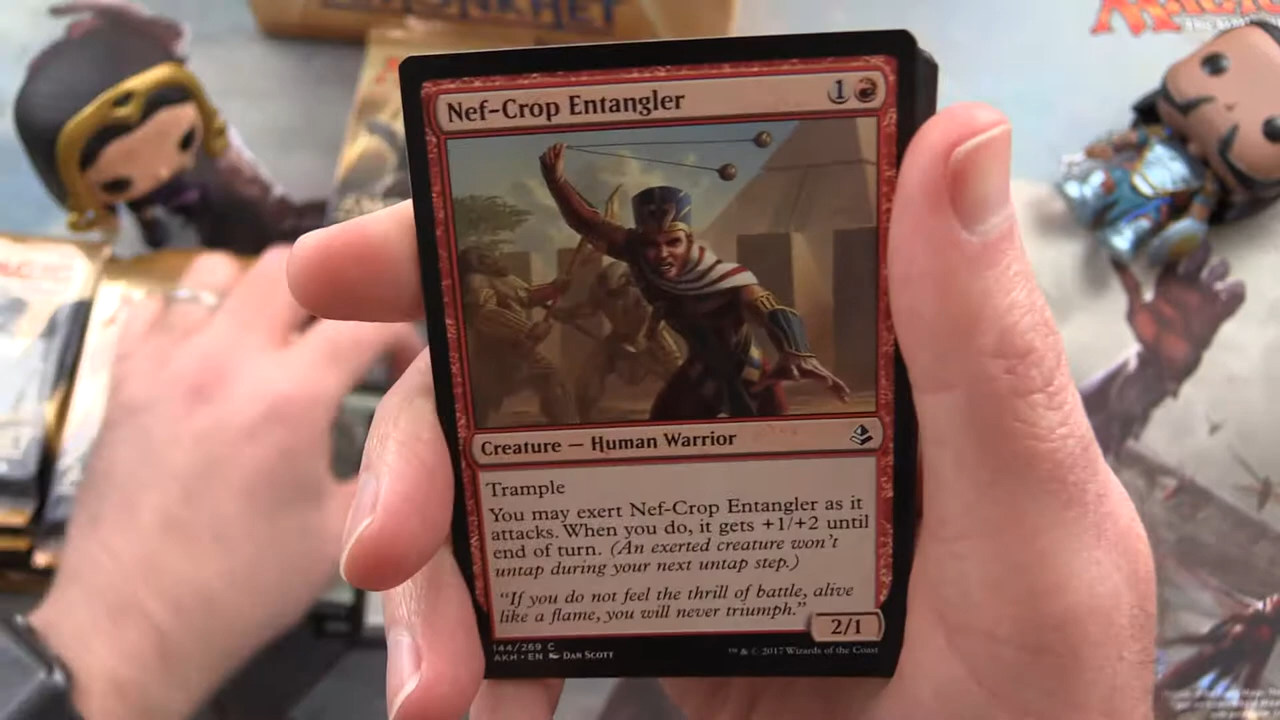 AMONKHET
MAGIC
Nef-Crop Entangler
1
Creature — Human Warrior
Trample
You may exert Nef-Crop Entangler as it
attacks. When you do, it gets +1/+2 until
end of turn. (An exerted creature won't
untap during your next untap step.)
"If you do not feel the thrill of battle, alive
like a flame, you will never triumph."
2/1
144/269 C
AKH • EN Dan Scott
™ & © 2017 Wizards of the Coast